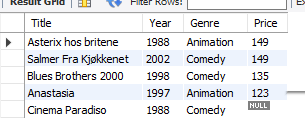 Result Grid Filter Rows:
Title Year Genre Price
Asterix hos britene 1988 Animation 149
Salmer Fra Kjøkkenet 2002 Comedy 149
Blues Brothers 2000 1998 Comedy 135
Anastasia 1997 Animation 123
Cinema Paradiso 1988 Comedy NULL